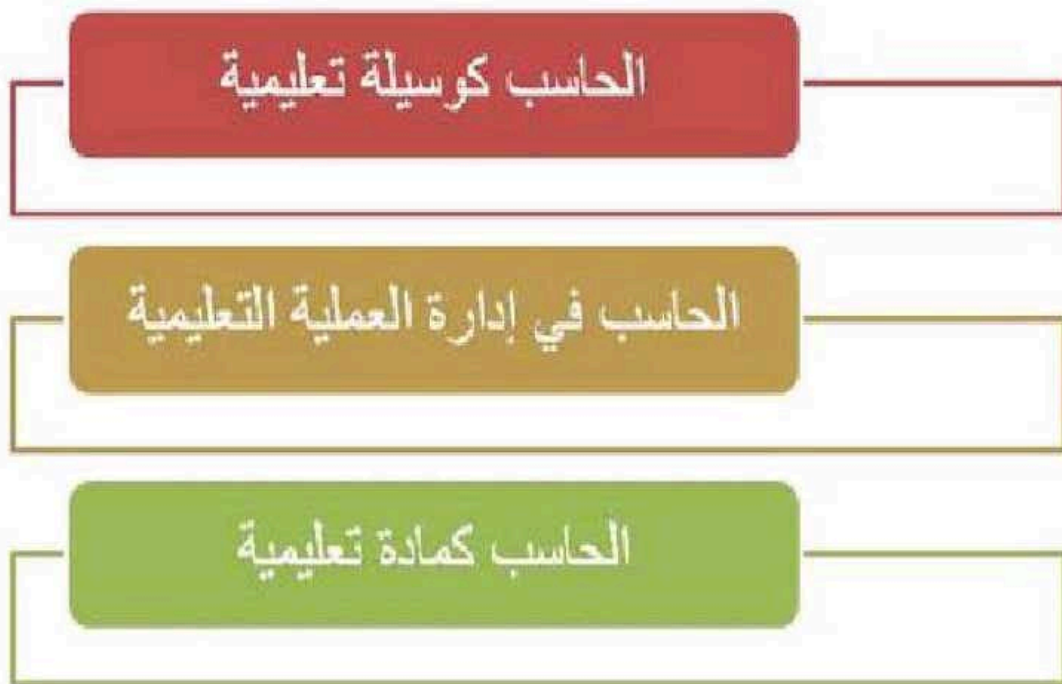 الحاسب كوسيلة تعليمية
الحاسب في إدارة العملية التعليمية
الحاسب كمادة تعليمية